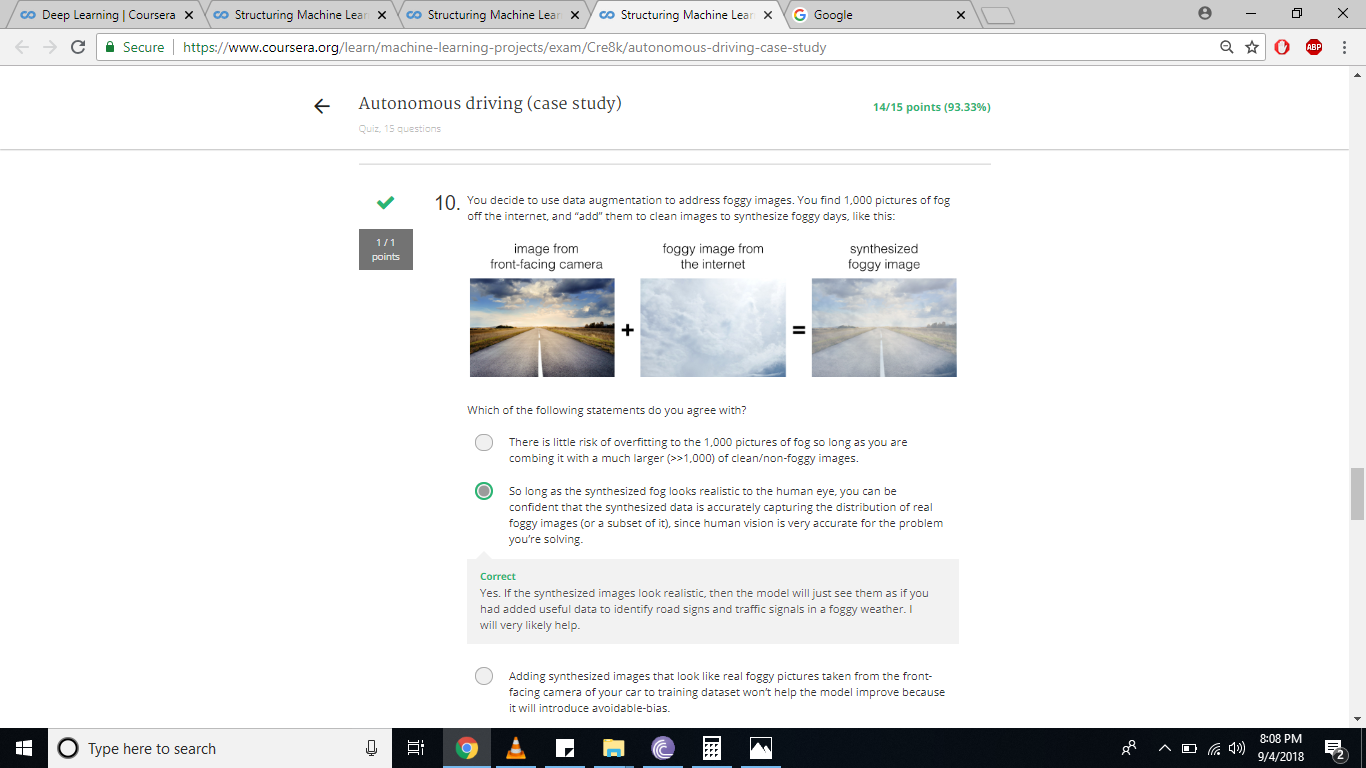 Deep Learning | Coursera
Structuring Machine Lear
Structuring Machine Lear
Structuring Machine Lear
Google
Secure
https://www.coursera.org/learn/machine-learning-projects/exam/Cre8k/autonomous-driving-case-study
ABP
Autonomous driving (case study)
14/15 points (93.33%)
Quiz, 15 questions
1 / 1
points
10.
You decide to use data augmentation to address foggy images. You find 1,000 pictures of fog
off the internet, and “add” them to clean images to synthesize foggy days, like this:
image from
front-facing camera
foggy image from
the internet
synthesized
foggy image
+
=
Which of the following statements do you agree with?
There is little risk of overfitting to the 1,000 pictures of fog so long as you are
combing it with a much larger (>>1,000) of clean/non-foggy images.
So long as the synthesized fog looks realistic to the human eye, you can be
confident that the synthesized data is accurately capturing the distribution of real
foggy images (or a subset of it), since human vision is very accurate for the problem
you’re solving.
Correct
Yes. If the synthesized images look realistic, then the model will just see them as if you
had added useful data to identify road signs and traffic signals in a foggy weather. I
will very likely help.
Adding synthesized images that look like real foggy pictures taken from the front-
facing camera of your car to training dataset won’t help the model improve because
it will introduce avoidable-bias.
Type here to search
8:08 PM
9/4/2018
2